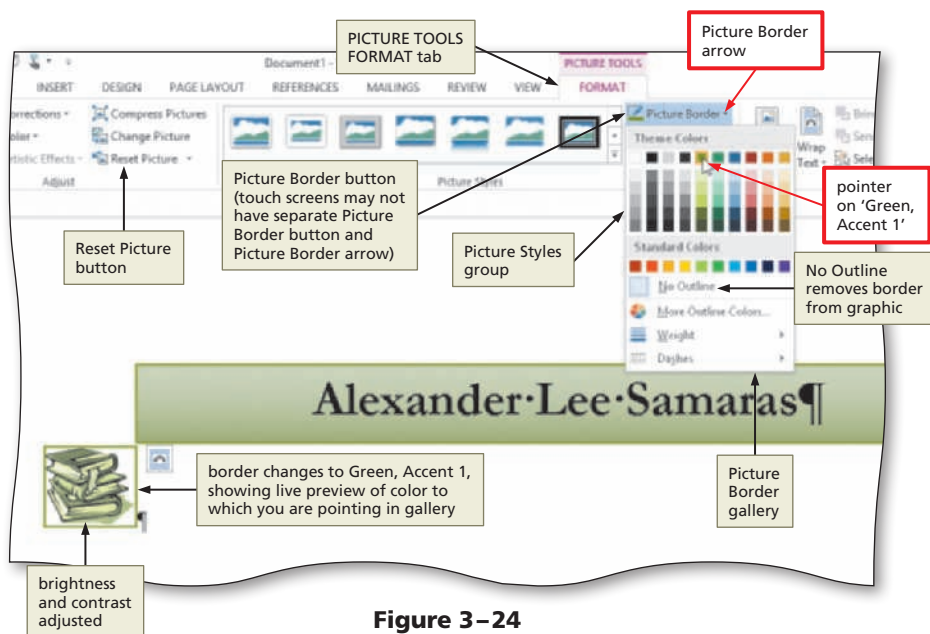 PICTURE TOOLS
FORMAT tab
Picture Border
arrow
Document1 -
PICTURE TOOLS
INSERT
DESIGN
PAGE LAYOUT
REFERENCES
MAILINGS
REVIEW
VIEW
FORMAT
Compress Pictures
Change Picture
Reset Picture
Adjust
Picture Styles
Picture Border
Wrap
Text
Theme Colors
Standard Colors
No Outline
More Outline Colors...
Weight
Dashes
Reset Picture
button
Picture Border button
(touch screens may not
have separate Picture
Border button and
Picture Border arrow)
Picture Styles
group
pointer
on ‘Green,
Accent 1’
No Outline
removes border
from graphic
Alexander·Lee·Samaras¶
border changes to Green, Accent 1,
showing live preview of color to
which you are pointing in gallery
¶
Picture
Border
gallery
brightness
and contrast
adjusted
Figure 3–24